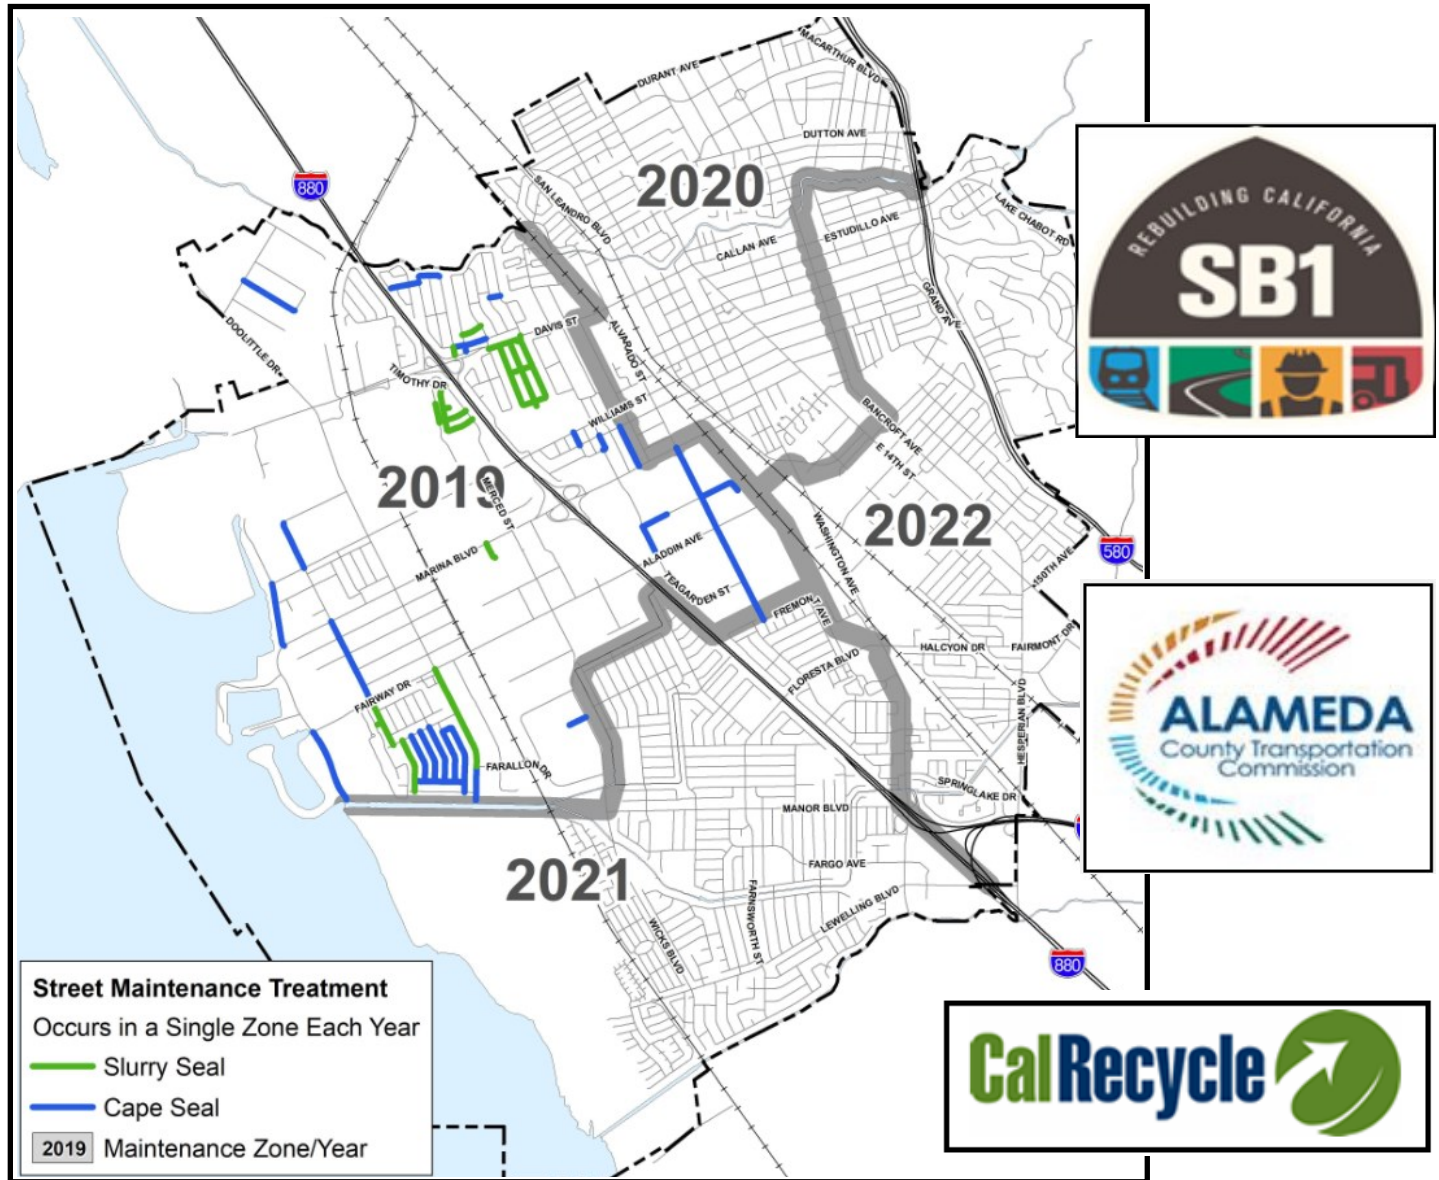 MACARTHUR BLVD
DURANT AVE
DUTTON AVE
2020
880
SAN LEANDRO BLVD
LAKE CHABOT RD
ESTUDILLO AVE
CALLAN AVE
GRAND AVE
DOOLITTLE DR
DAVIS ST
ALVARADO ST
TIMOTHY DR
WILLIAMS ST
BANCROFT AVE
E 14TH ST
2019
MERCED ST
2022
WASHINGTON AVE
580
ALADDIN AVE
MARINA BLVD
150TH AVE
TEAGARDEN ST
FREMONT AVE
HALCYON DR
FAIRMONT DR
FLORESTA BLVD
FAIRWAY DR
HESPERIAN BLVD
FARALLON DR
SPRINGLAKE DR
MANOR BLVD
2021
FARGO AVE
FARNSWORTH ST
LEWELLING BLVD
WICKS BLVD
880
Street Maintenance Treatment
Occurs in a Single Zone Each Year
Slurry Seal
Cape Seal
2019 Maintenance Zone/Year
REBUILDING CALIFORNIA
SB1
ALAMEDA
County Transportation
Commission
CalRecycle